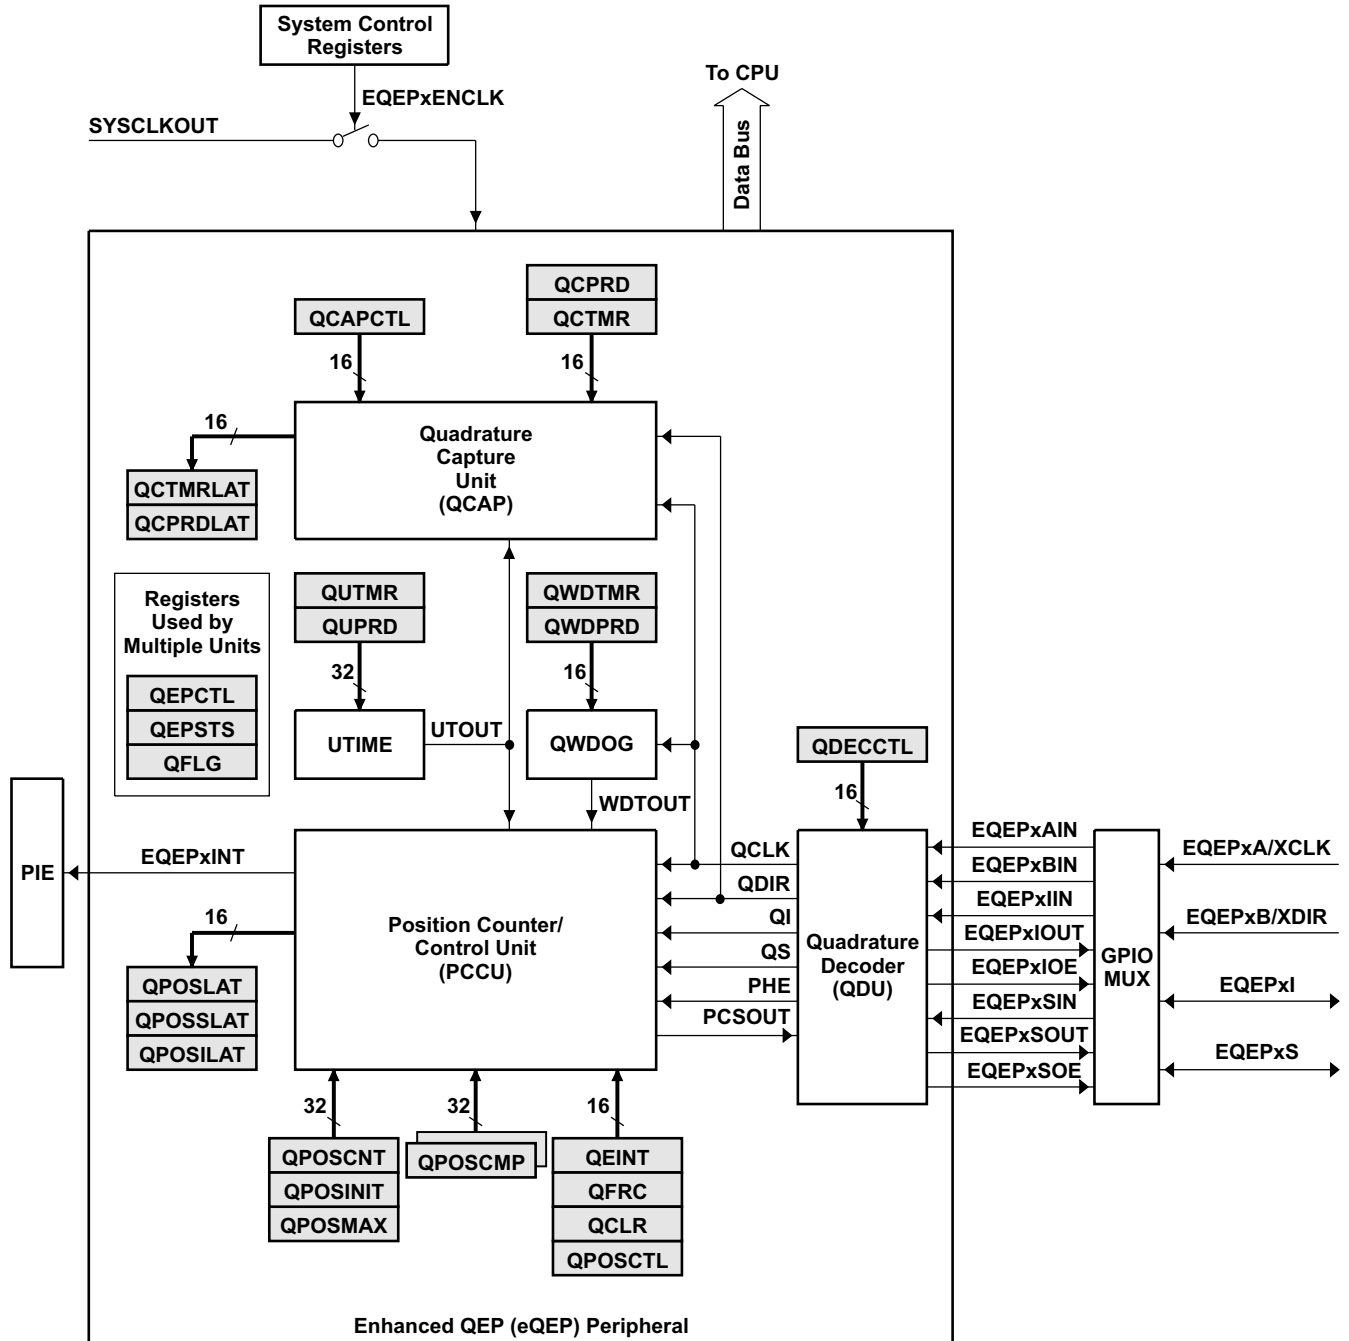 System Control
Registers
EQEPxENCLK
SYSCLKOUT
To CPU
Data Bus
QCPRD
QCTMR
QCAPCTL
16
16
16
Quadrature
Capture
Unit
(QCAP)
QCTMRLAT
QCPRDLAT
Registers
Used by
Multiple Units
QEPCTL
QEPSTS
QFLG
QUTMR
QUPRD
32
UTIME
UTOUT
QWDTMR
QWDPRD
16
QWDOG
WDTOUT
QDECCTL
16
PIE
EQEPxINT
16
Position Counter/
Control Unit
(PCCU)
QPOSLAT
QPOSSLAT
QPOSILAT
QCLK
QDIR
QI
QS
PHE
PCSOUT
Quadrature
Decoder
(QDU)
EQEPxAIN
EQEPxBIN
EQEPxIIN
EQEPxIOUT
EQEPxIOE
EQEPxSIN
EQEPxSOUT
EQEPxSOE
GPIO
MUX
EQEPxA/XCLK
EQEPxB/XDIR
EQEPxI
EQEPxS
32
32
16
QPOSCNT
QPOSINIT
QPOSMAX
QPOSCMP
QEINT
QFRC
QCLR
QPOSCTL
Enhanced QEP (eQEP) Peripheral